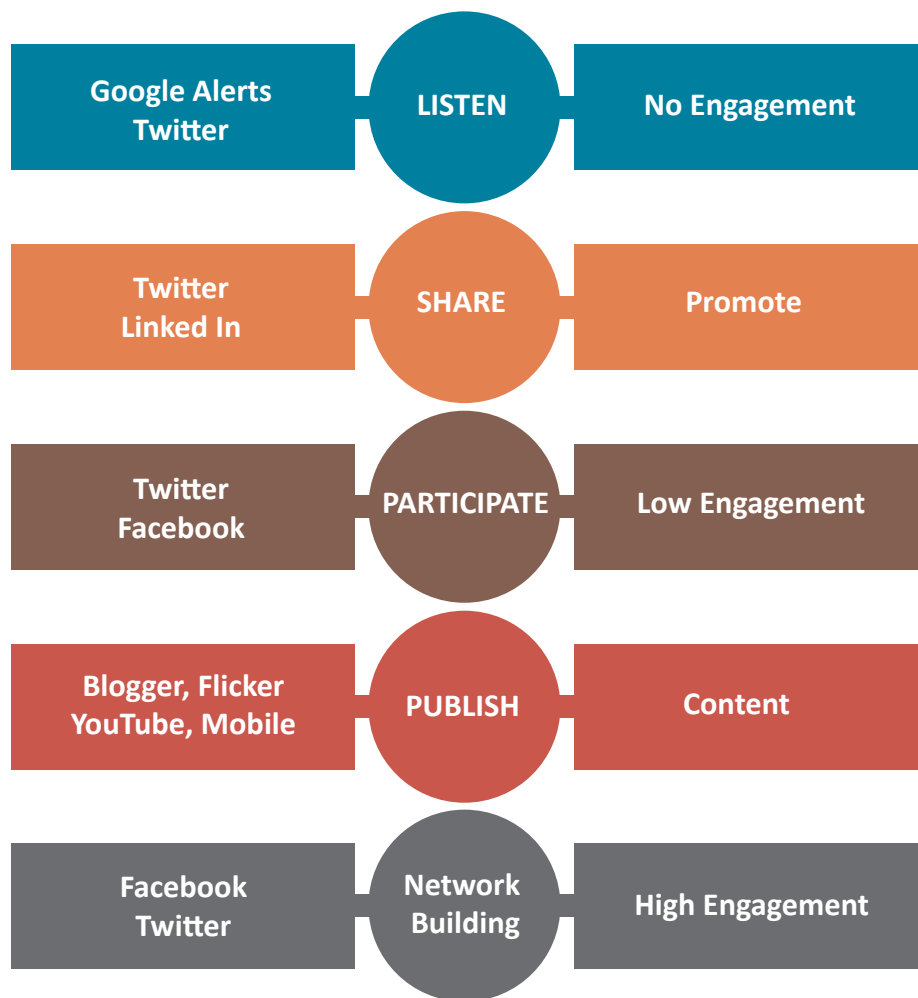 Google Alerts
Twitter
LISTEN
No Engagement
Twitter
Linked In
SHARE
Promote
Twitter
Facebook
PARTICIPATE
Low Engagement
Blogger, Flicker
YouTube, Mobile
PUBLISH
Content
Facebook
Twitter
Network
Building
High Engagement